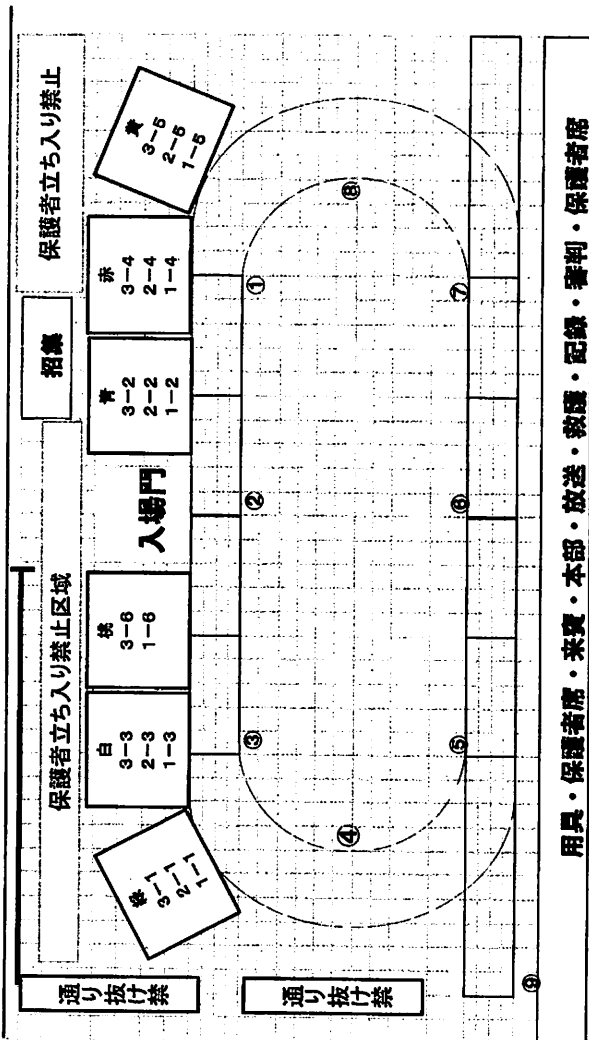 保護者立ち入り禁止
招集
保護者立ち入り禁止区域
通り抜け禁
黄
3-5
2-5
1-5
赤
3-4
2-4
1-4
青
3-2
2-2
1-2
入場門
桃
3-6
1-6
白
3-3
2-3
1-3
緑
3-1
2-1
1-1
通り抜け禁
①
②
③
④
⑤
⑥
⑦
⑧
⑨
用具・保護者席・来賓・本部・放送・救護・記録・審判・保護者席